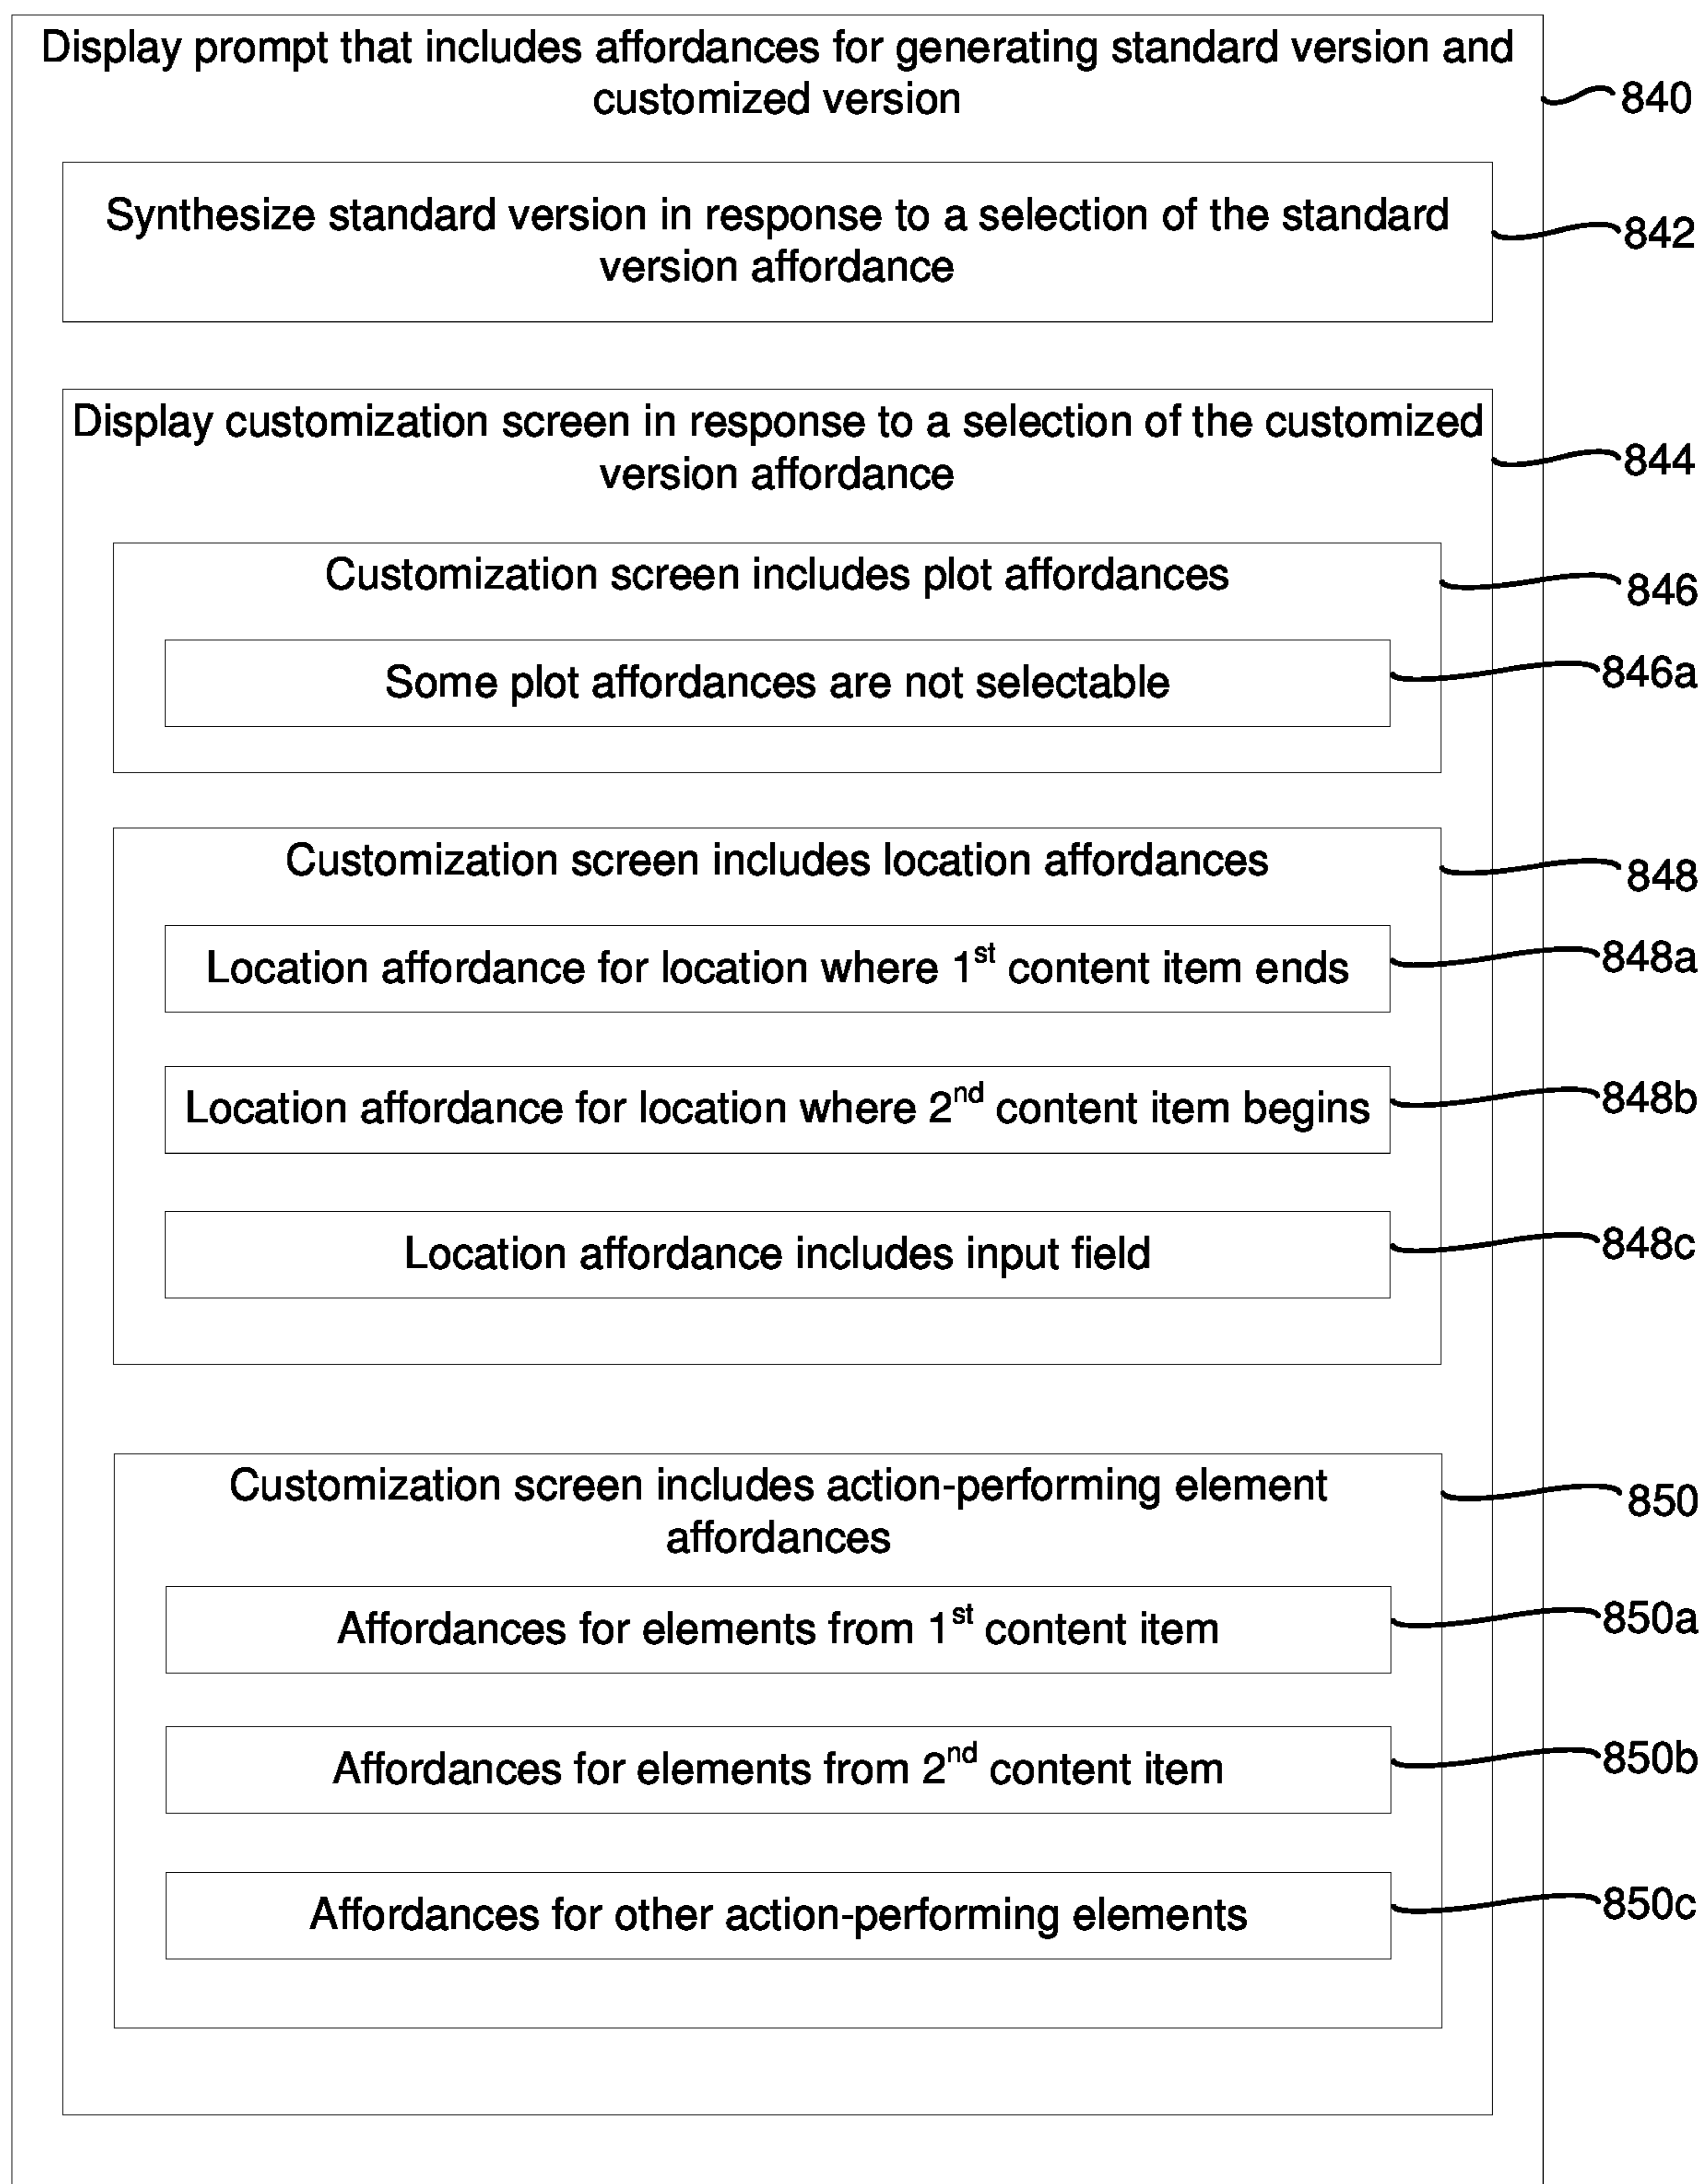 Display prompt that includes affordances for generating standard version and
customized version
840
Synthesize standard version in response to a selection of the standard
version affordance
842
Display customization screen in response to a selection of the customized
version affordance
844
Customization screen includes plot affordances
846
Some plot affordances are not selectable
846a
Customization screen includes location affordances
848
Location affordance for location where 1st content item ends
848a
Location affordance for location where 2nd content item begins
848b
Location affordance includes input field
848c
Customization screen includes action-performing element
affordances
850
Affordances for elements from 1st content item
850a
Affordances for elements from 2nd content item
850b
Affordances for other action-performing elements
850c